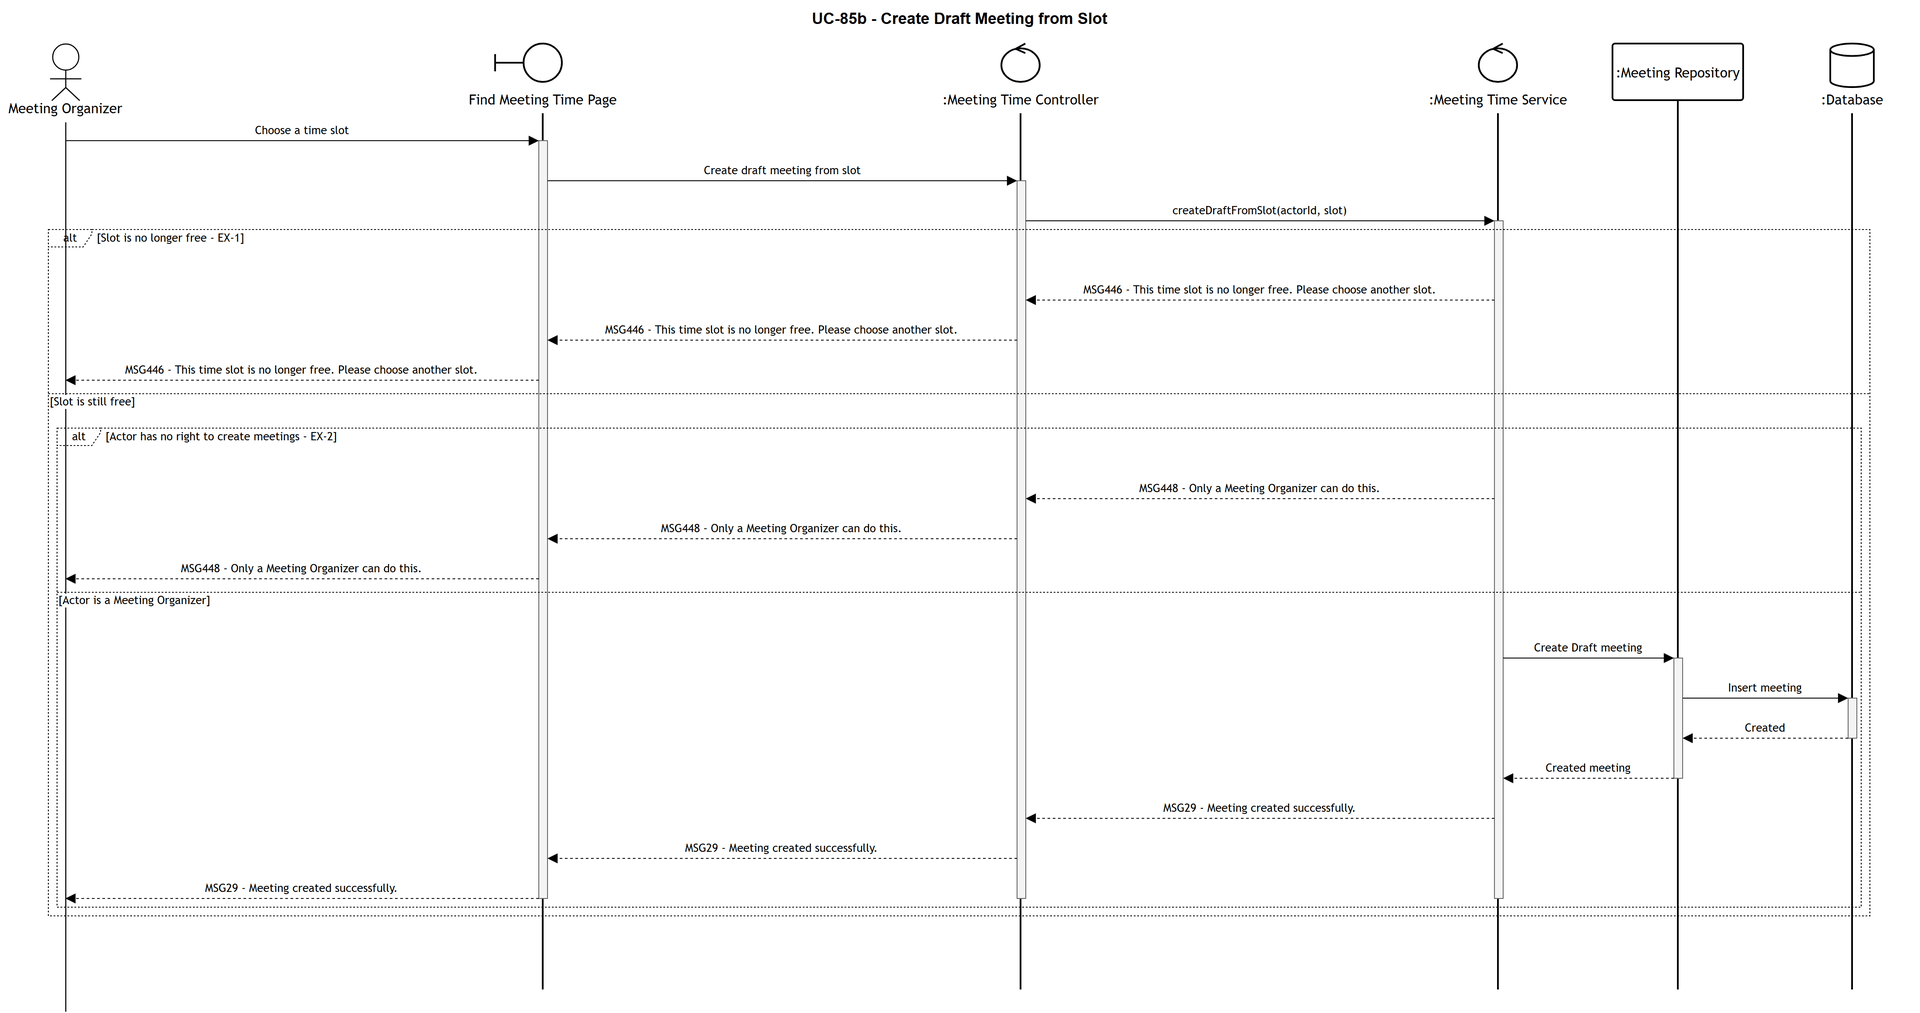 UC-85b - Create Draft Meeting from Slot
Meeting Organizer
Find Meeting Time Page
:Meeting Time Controller
:Meeting Time Service
:Meeting Repository
:Database
Choose a time slot
Create draft meeting from slot
createDraftFromSlot(actorId, slot)
alt [Slot is no longer free - EX-1]
MSG446 - This time slot is no longer free. Please choose another slot.
MSG446 - This time slot is no longer free. Please choose another slot.
MSG446 - This time slot is no longer free. Please choose another slot.
[Slot is still free]
alt [Actor has no right to create meetings - EX-2]
MSG448 - Only a Meeting Organizer can do this.
MSG448 - Only a Meeting Organizer can do this.
MSG448 - Only a Meeting Organizer can do this.
[Actor is a Meeting Organizer]
Create Draft meeting
Insert meeting
Created
Created meeting
MSG29 - Meeting created successfully.
MSG29 - Meeting created successfully.
MSG29 - Meeting created successfully.